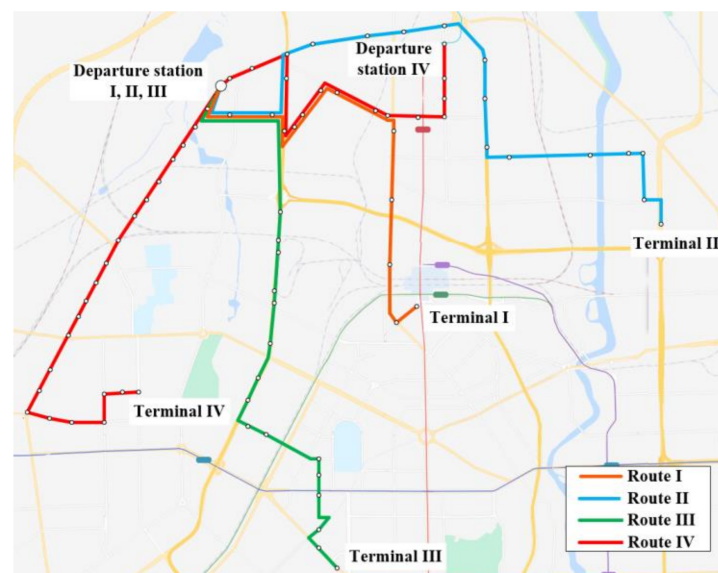 Departure station
I, II, III
Departure
station IV
Terminal II
Terminal I
Terminal IV
Terminal III
Route I
Route II
Route III
Route IV